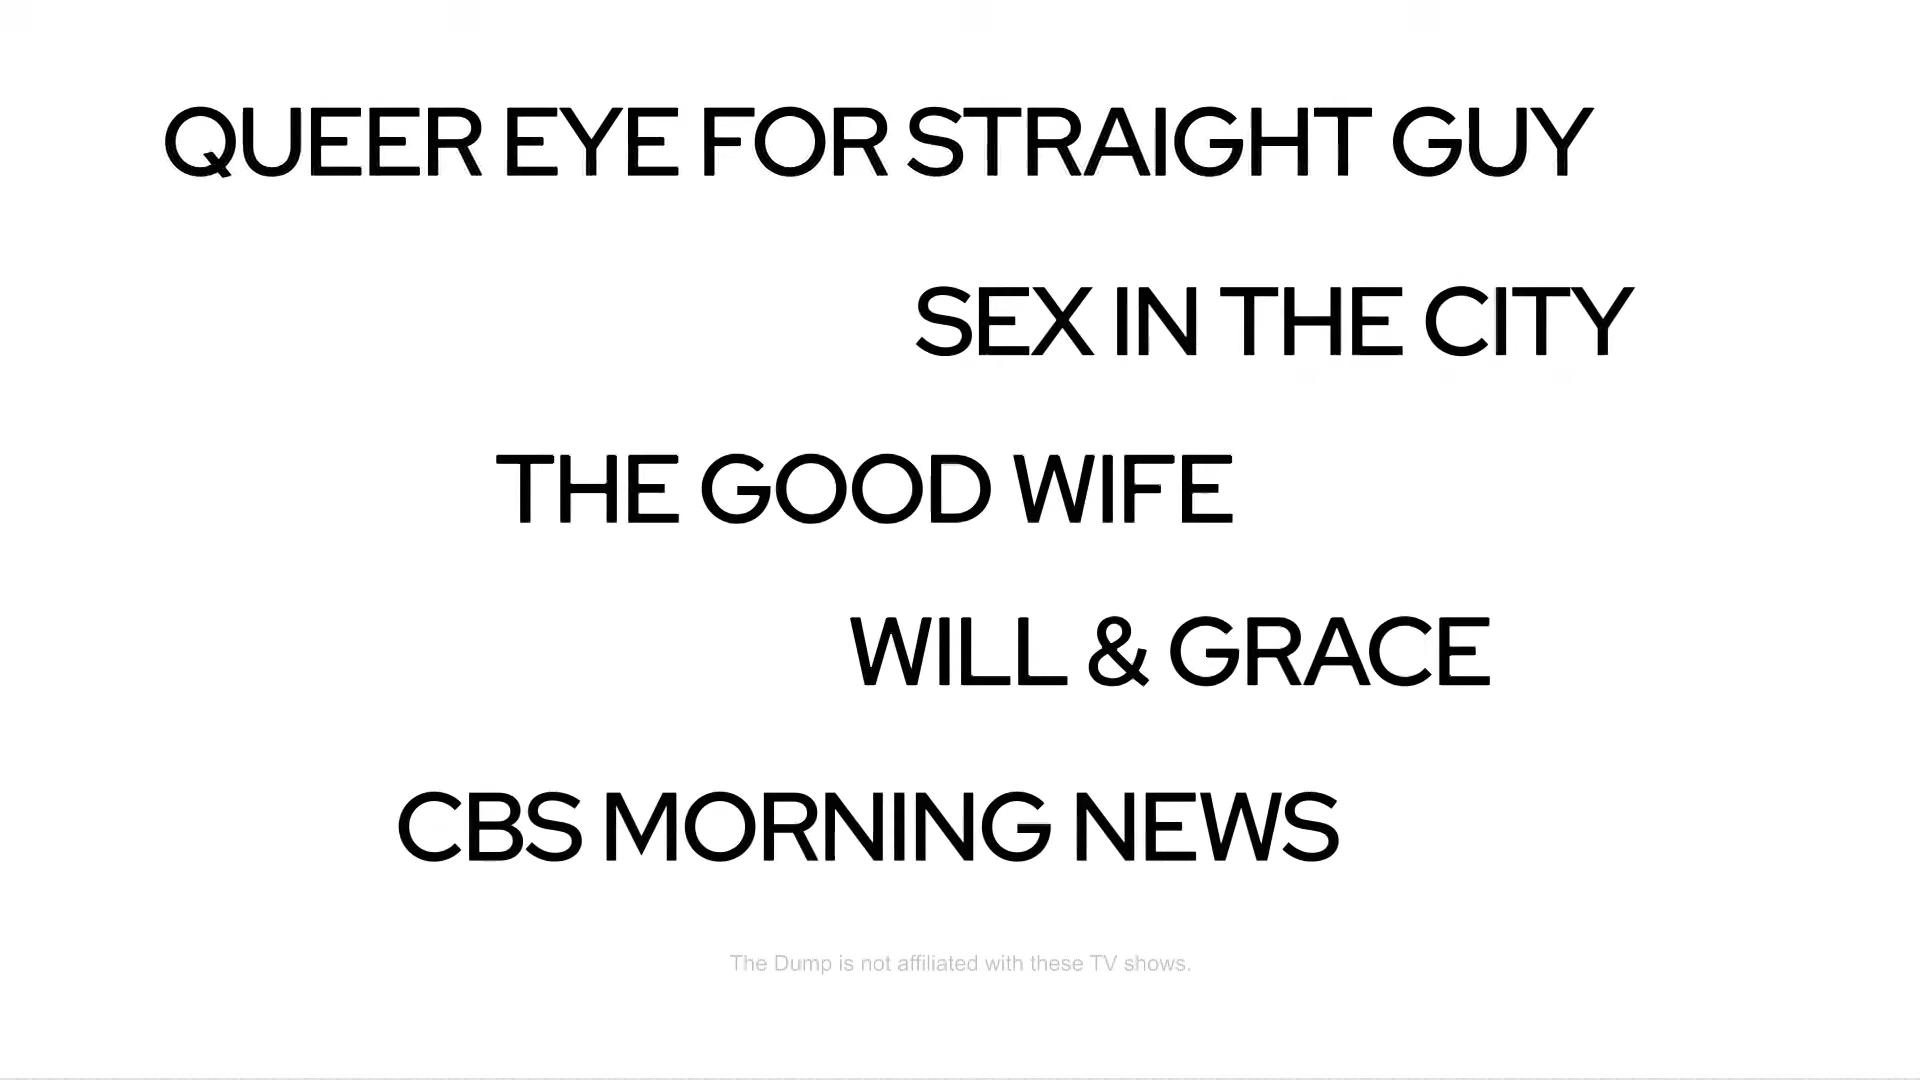 QUEER EYE FOR STRAIGHT GUY
SEX IN THE CITY
THE GOOD WIFE
WILL & GRACE
CBS MORNING NEWS
The Dump is not affiliated with these TV shows.